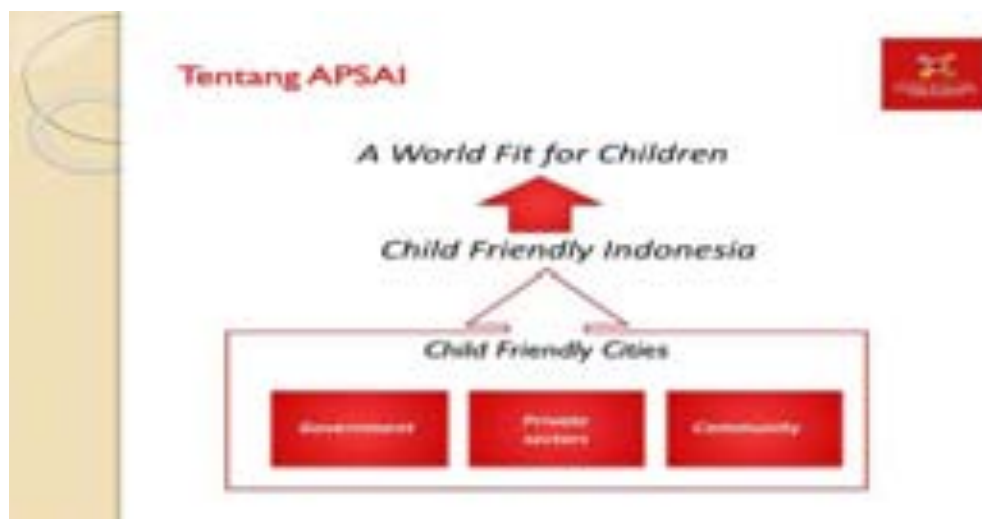 Tentang APSAI
A World Fit for Children
Child Friendly Indonesia
Child Friendly Cities
Government
Private
sectors
Community